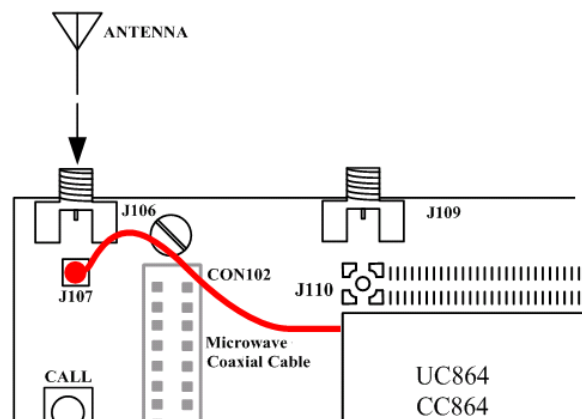 ANTENNA
J106
J109
CON102
J110
J107
Microwave
Coaxial Cable
CALL
UC864
CC864